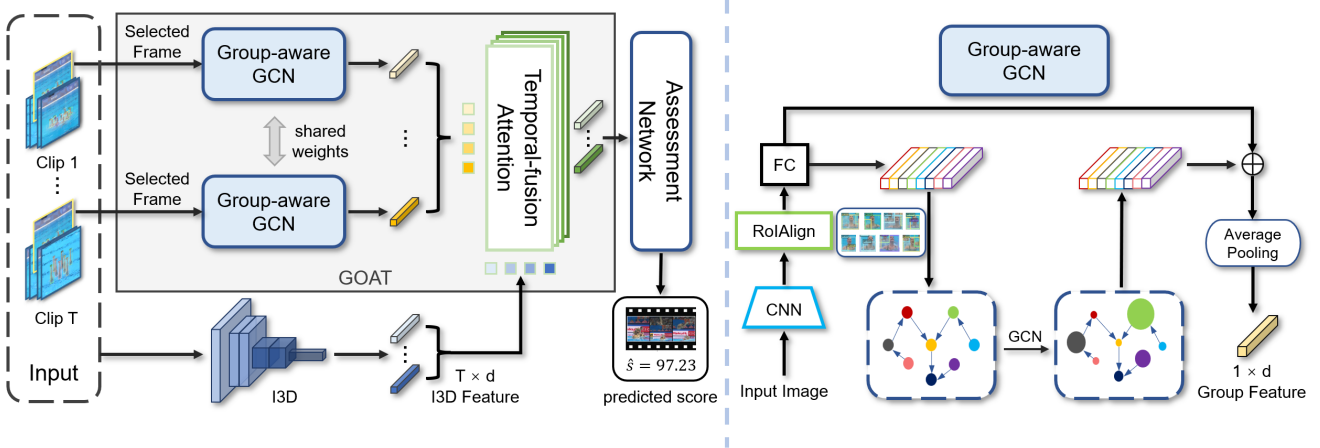 Selected
Frame
Group-aware
GCN
Clip 1
shared
weights
Selected
Frame
Group-aware
GCN
Clip T
Temporal-fusion
Attention
Assessment
Network
GOAT
Input
I3D
T × d
I3D Feature
ŝ = 97.23
predicted score
Group-aware
GCN
FC
RoIAlign
CNN
Input Image
GCN
Average
Pooling
1 × d
Group Feature